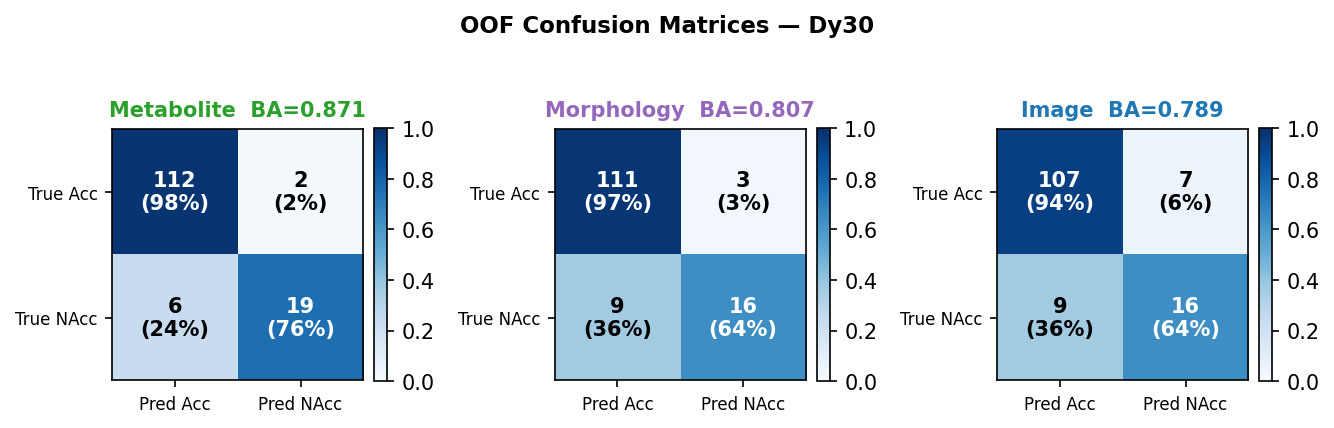 OOF Confusion Matrices — Dy30
Metabolite  BA=0.871
True Acc
True NAcc
112
(98%)
2
(2%)
6
(24%)
19
(76%)
Pred Acc
Pred NAcc
1.0
0.8
0.6
0.4
0.2
0.0
Morphology  BA=0.807
True Acc
True NAcc
111
(97%)
3
(3%)
9
(36%)
16
(64%)
Pred Acc
Pred NAcc
1.0
0.8
0.6
0.4
0.2
0.0
Image  BA=0.789
True Acc
True NAcc
107
(94%)
7
(6%)
9
(36%)
16
(64%)
Pred Acc
Pred NAcc
1.0
0.8
0.6
0.4
0.2
0.0